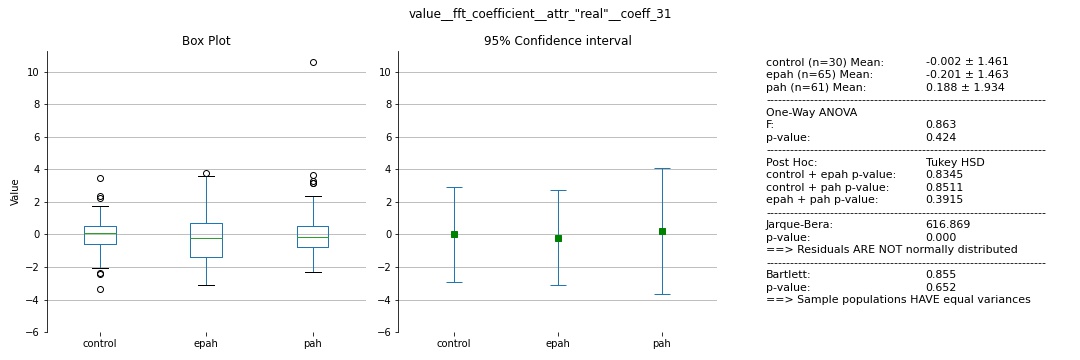 value__fft_coefficient__attr_"real"__coeff_31
Box Plot
95% Confidence interval
Value
10
8
6
4
2
0
−2
−4
−6
control epah pah
10
8
6
4
2
0
−2
−4
−6
control epah pah
control (n=30) Mean: -0.002 ± 1.461
epah (n=65) Mean: -0.201 ± 1.463
pah (n=61) Mean: 0.188 ± 1.934
One-Way ANOVA
F: 0.863
p-value: 0.424
Post Hoc: Tukey HSD
control + epah p-value: 0.8345
control + pah p-value: 0.8511
epah + pah p-value: 0.3915
Jarque-Bera: 616.869
p-value: 0.000
==> Residuals ARE NOT normally distributed
Bartlett: 0.855
p-value: 0.652
==> Sample populations HAVE equal variances